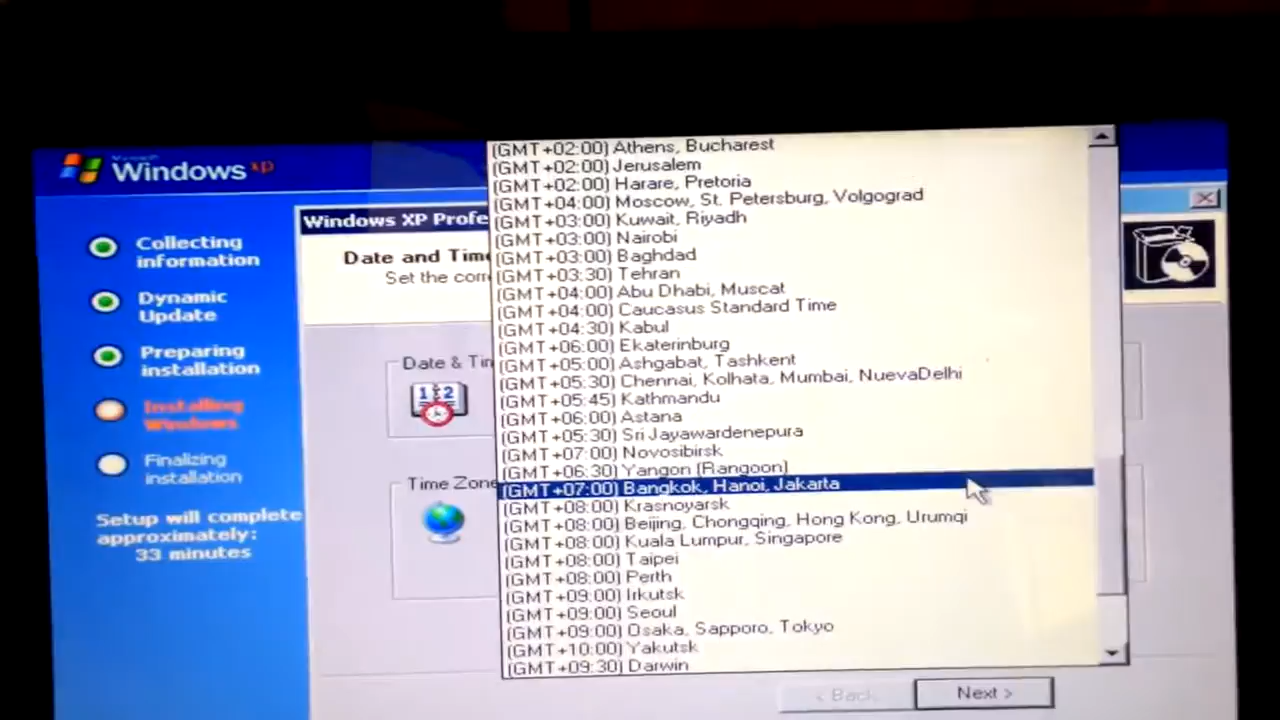 Microsoft
Windows xp
Collecting
information
Dynamic
Update
Preparing
installation
Installing
Windows
Finalizing
installation
Setup will complete
approximately:
33 minutes
Windows XP Profe
Date and Time
Set the corr
Date & Tim
12
Time Zone
(GMT+02:00) Athens, Bucharest
(GMT+02:00) Jerusalem
(GMT+02:00) Harare, Pretoria
(GMT+04:00) Moscow, St. Petersburg, Volgograd
(GMT+03:00) Kuwait, Riyadh
(GMT+03:00) Nairobi
(GMT+03:00) Baghdad
(GMT+03:30) Tehran
(GMT+04:00) Abu Dhabi, Muscat
(GMT+04:00) Caucasus Standard Time
(GMT+04:30) Kabul
(GMT+06:00) Ekaterinburg
(GMT+05:00) Ashgabat, Tashkent
(GMT+05:30) Chennai, Kolkata, Mumbai, NuevaDelhi
(GMT+05:45) Kathmandu
(GMT+06:00) Astana
(GMT+05:30) Sri Jayawardenepura
(GMT+07:00) Novosibirsk
(GMT+06:30) Yangon (Rangoon)
(GMT+07:00) Bangkok, Hanoi, Jakarta
(GMT+08:00) Krasnoyarsk
(GMT+08:00) Beijing, Chongqing, Hong Kong, Urumqi
(GMT+08:00) Kuala Lumpur, Singapore
(GMT+08:00) Taipei
(GMT+08:00) Perth
(GMT+09:00) Irkutsk
(GMT+09:00) Seoul
(GMT+09:00) Osaka, Sapporo, Tokyo
(GMT+10:00) Yakutsk
(GMT+09:30) Darwin
< Back
Next >